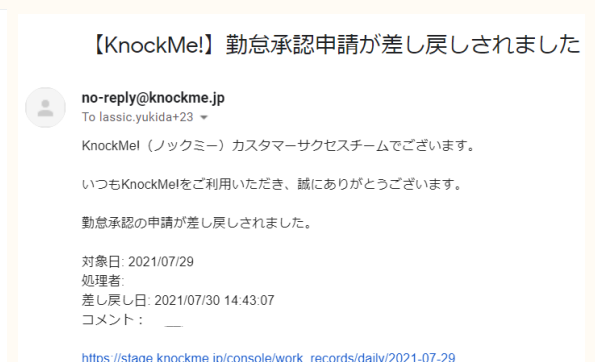 【KnockMe!】勤怠承認申請が差し戻しされました
no-reply@knockme.jp
To lassic.yukida+23
KnockMe!（ノックミー）カスタマーサクセスチームでございます。
いつもKnockMe!をご利用いただき、誠にありがとうございます。
勤怠承認の申請が差し戻しされました。
対象日: 2021/07/29
処理者:
差し戻し日: 2021/07/30 14:43:07
コメント： __
https://stage.knockme.jp/console/work_records/daily/2021-07-29